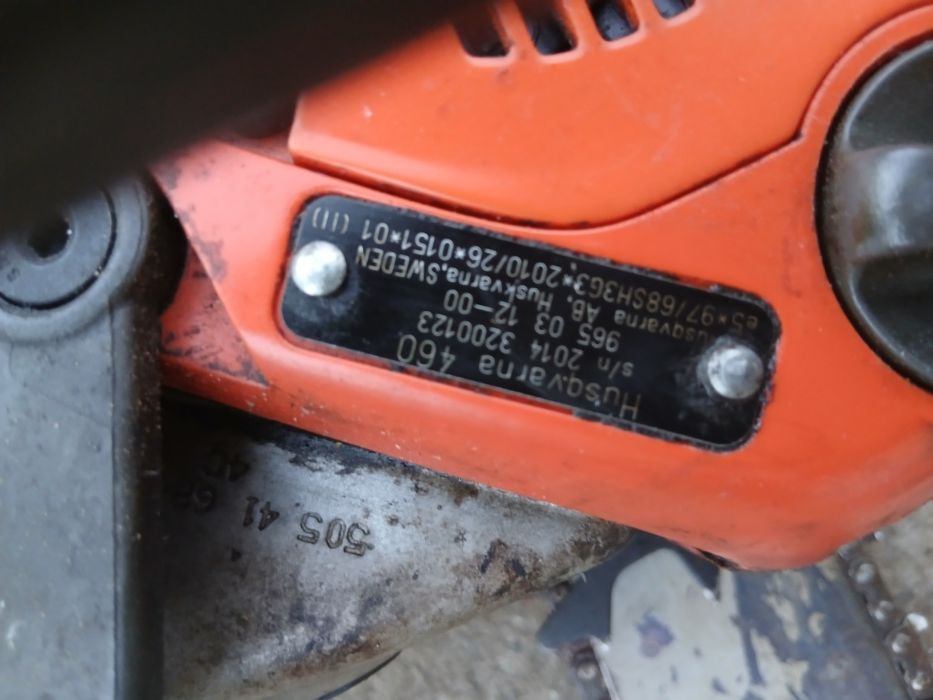 Husqvarna 460
s/n 2014 3200123
965 03 12-00
Husqvarna AB, Huskvarna, SWEDEN
e5*97/68SH3G3*2010/26*0151*01 (II)
505 41